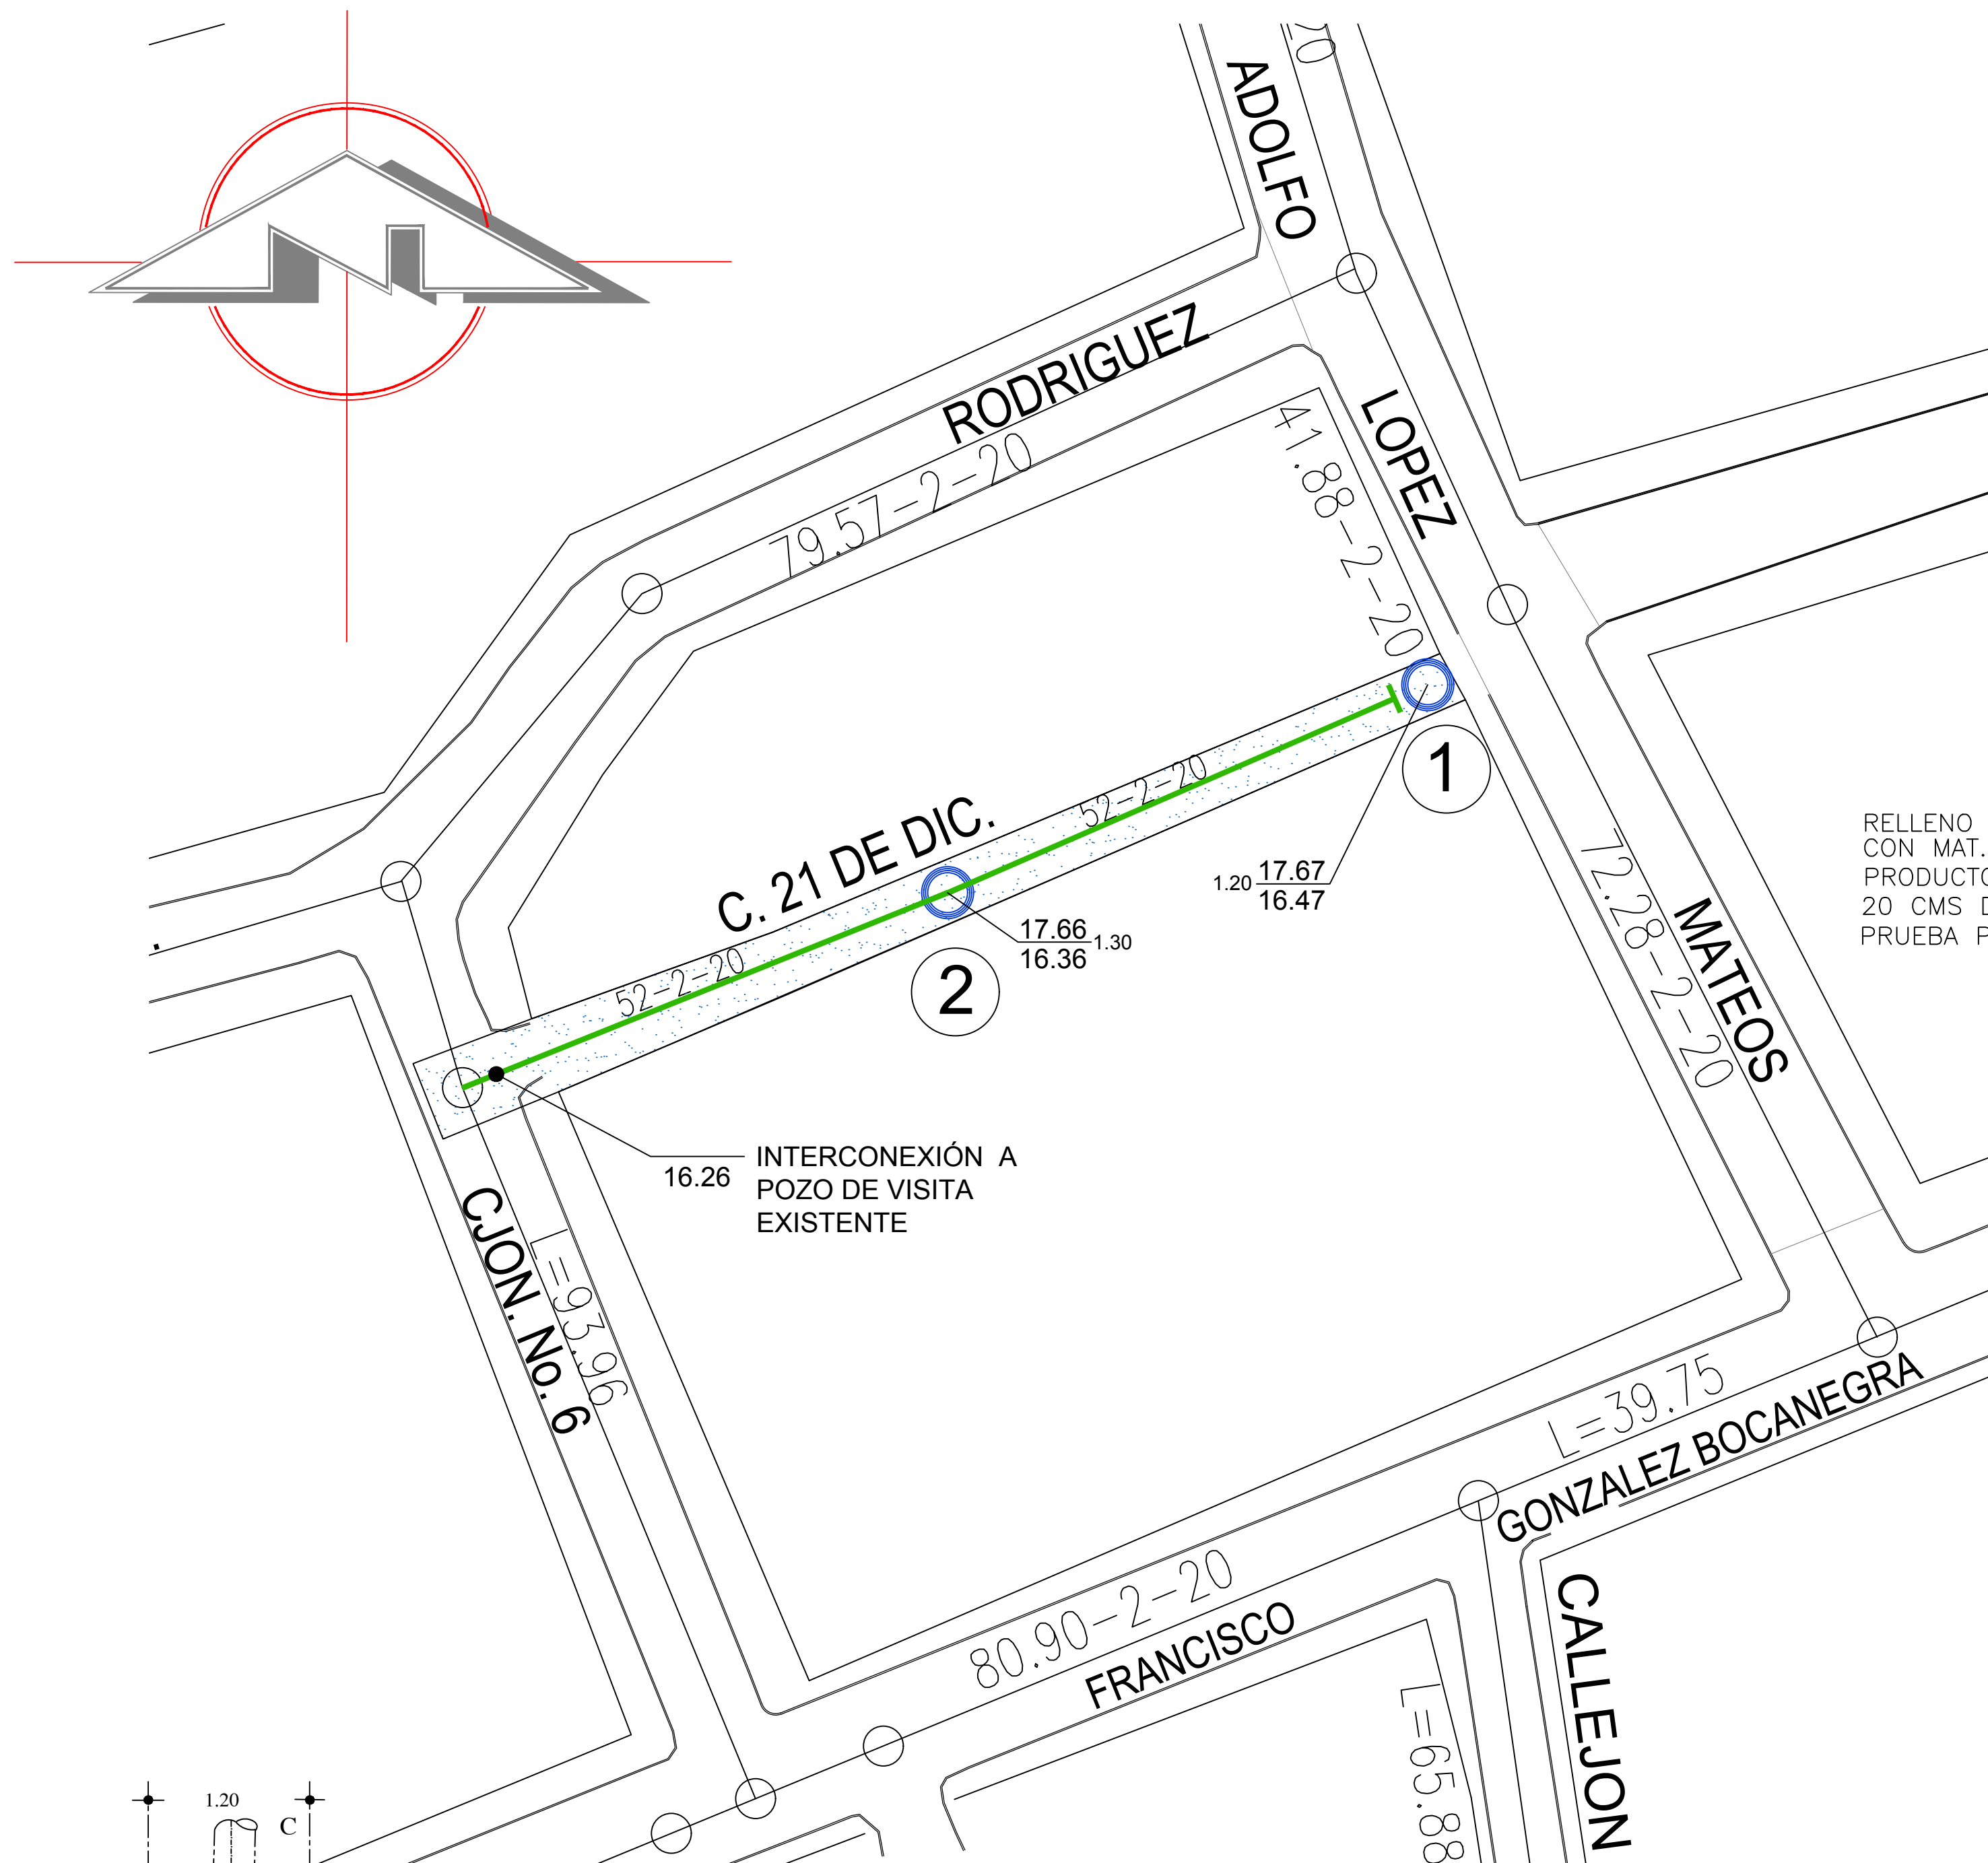 20
ADOLFO
RODRIGUEZ
LOPEZ
79.57-2-20
41.88-2-20
52-2-20
1
C. 21 DE DIC.
52-2-20
1.20 17.67
16.47
17.66 1.30
16.36
2
72.28-2-20
MATEOS
RELLENO
CON MAT.
PRODUCTO
20 CMS
PRUEBA P
INTERCONEXIÓN A
16.26
POZO DE VISITA
EXISTENTE
CJON. No. 6
L=93.96
L=39.75
GONZALEZ BOCANEGRA
80.90-2-20
FRANCISCO
CALLEJON
L=65.88
1.20
C